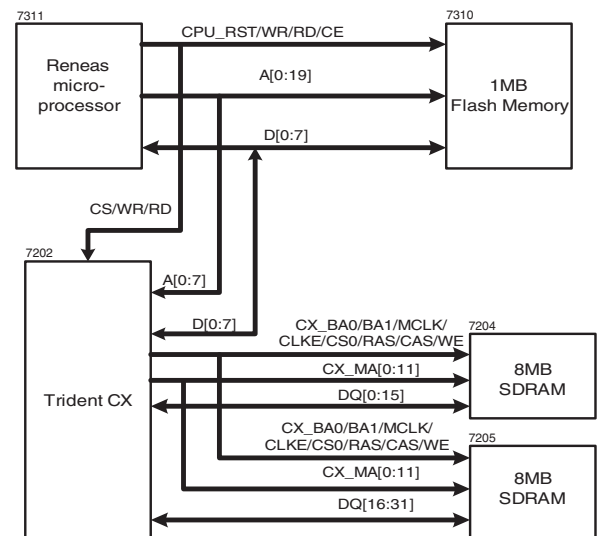 7311
7310
CPU_RST/WR/RD/CE
Reneas
micro-
processor
A[0:19]
1MB
Flash Memory
D[0:7]
CS/WR/RD
7202
A[0:7]
D[0:7]
CX_BA0/BA1/MCLK/
CLKE/CS0/RAS/CAS/WE
7204
CX_MA[0:11]
8MB
SDRAM
Trident CX
DQ[0:15]
CX_BA0/BA1/MCLK/
CLKE/CS0/RAS/CAS/WE
7205
CX_MA[0:11]
8MB
SDRAM
DQ[16:31]